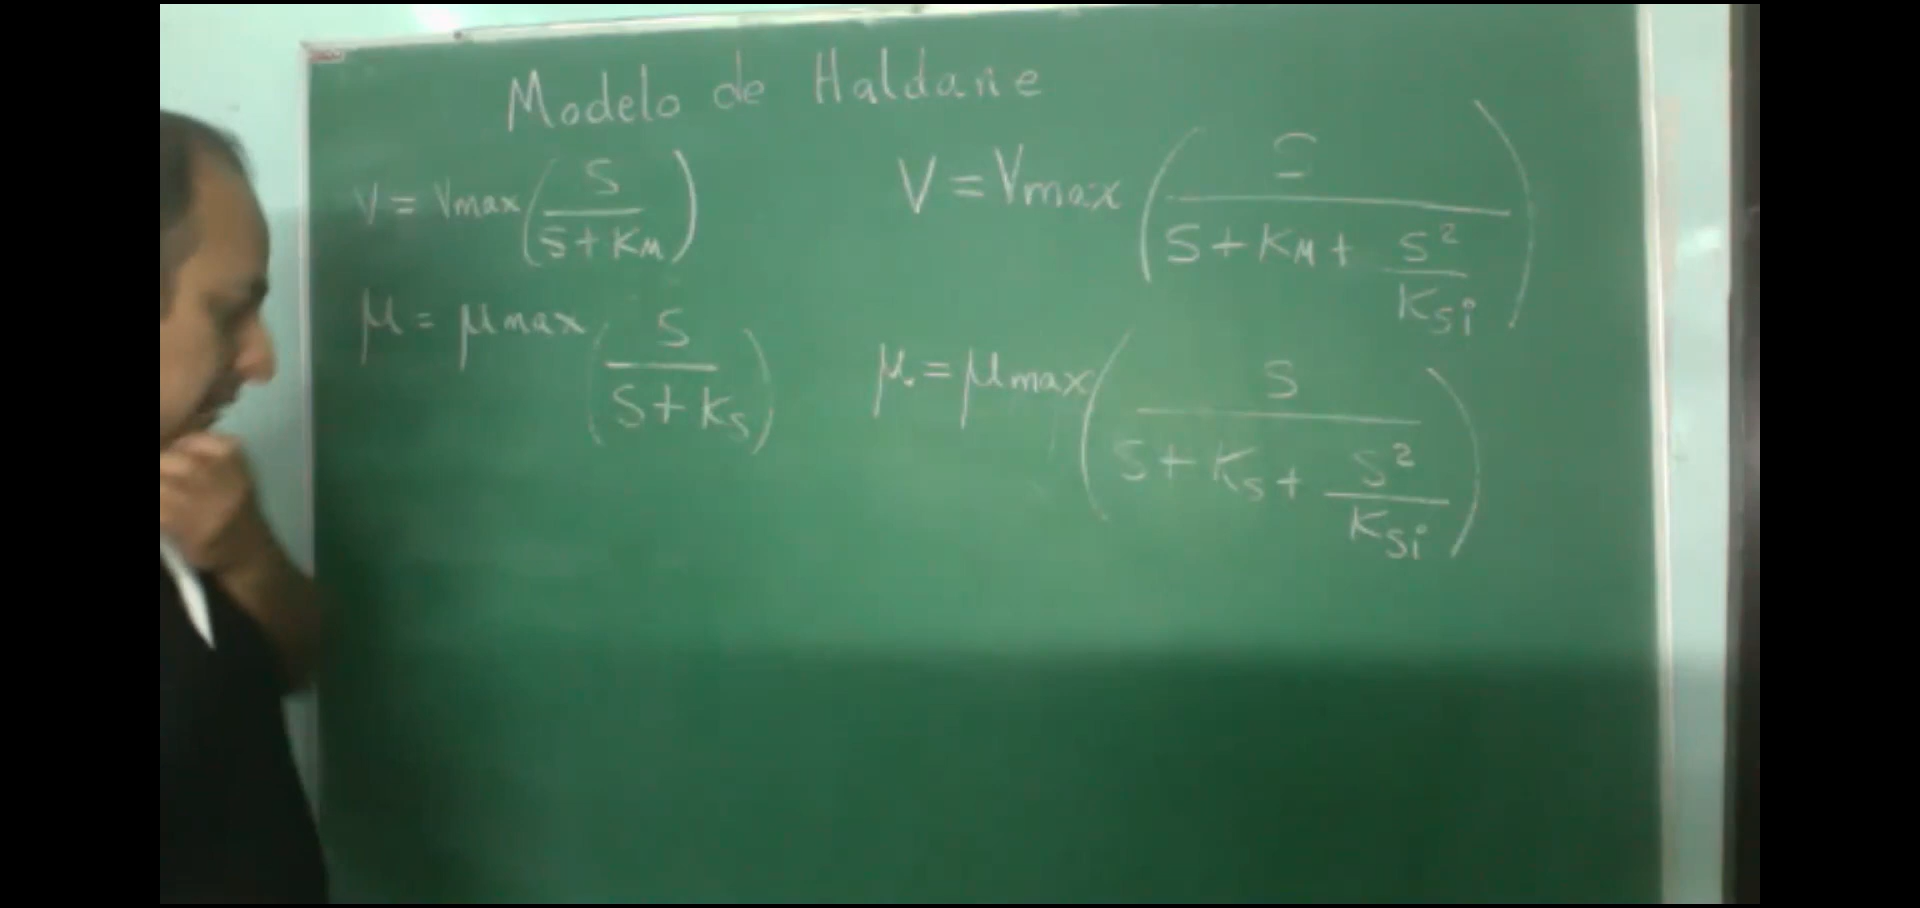 Modelo de Haldane
V = Vmax (S / (S + KM))
V = Vmax (S / (S + KM + S² / KSi))
μ = μmax (S / (S + KS))
μ = μmax (S / (S + KS + S² / KSi))